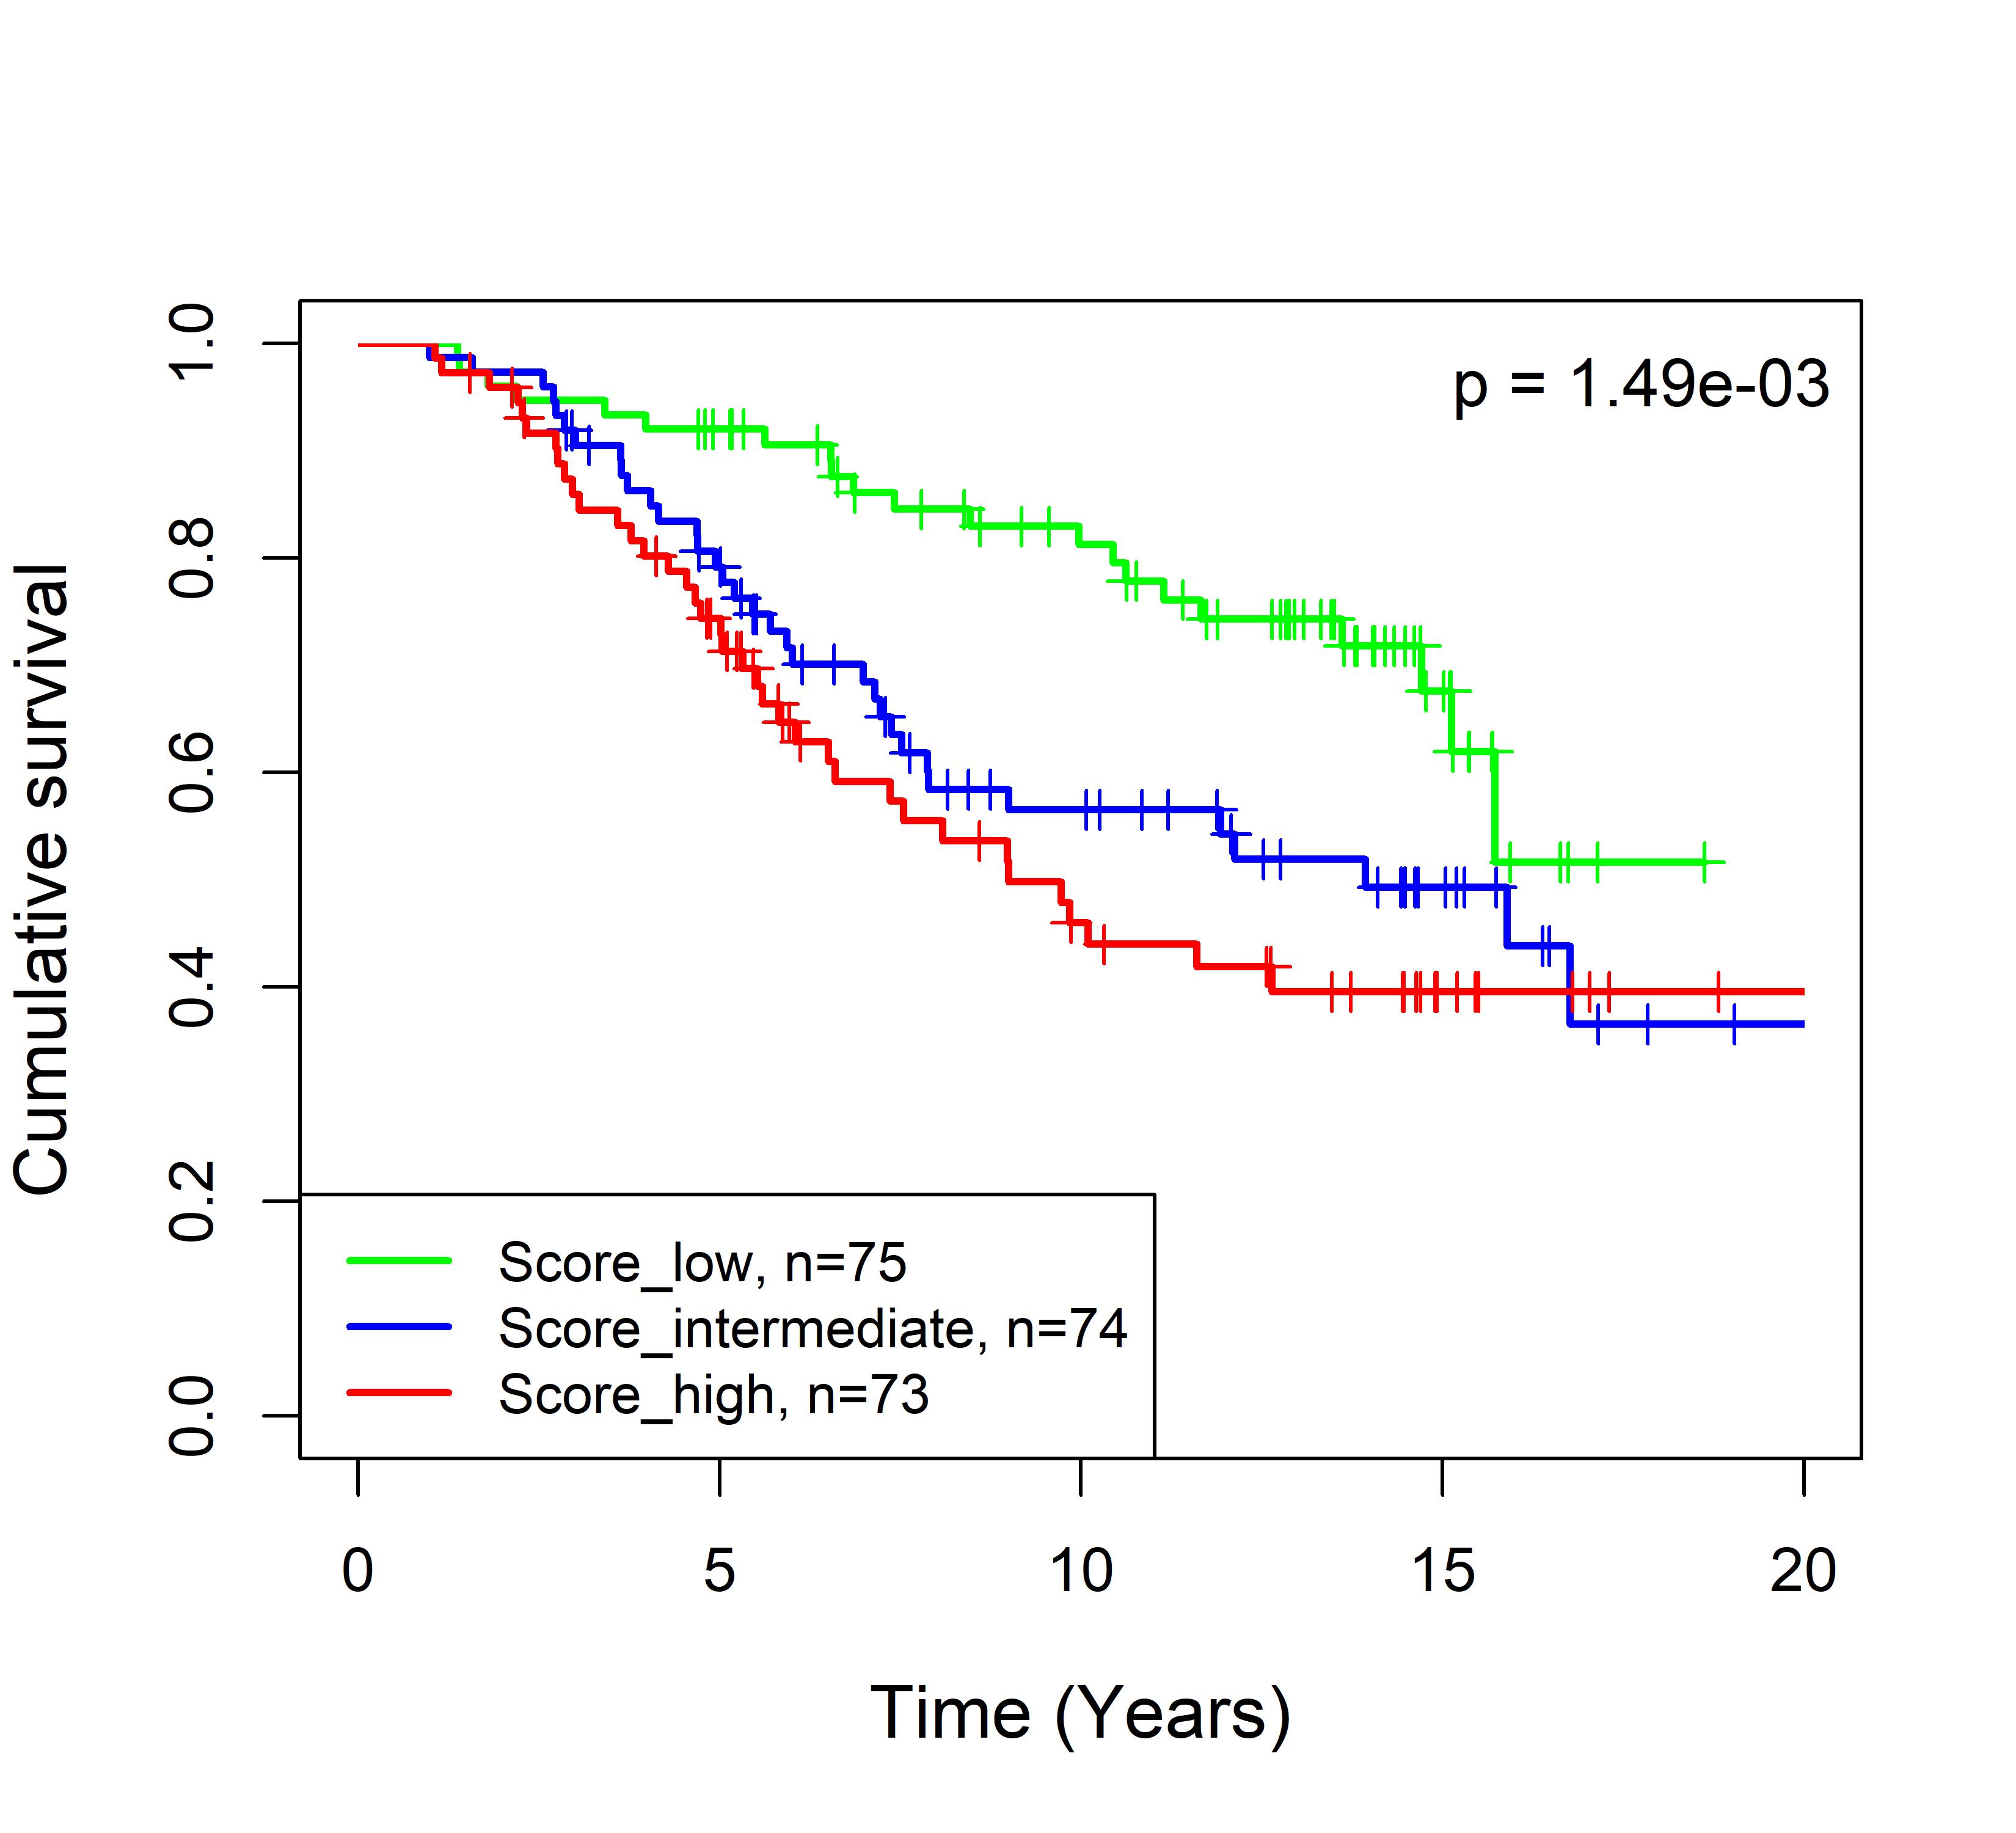 p = 1.49e-03
Cumulative survival
1.0
0.8
0.6
0.4
0.2
0.0
Score_low, n=75
Score_intermediate, n=74
Score_high, n=73
0 5 10 15 20
Time (Years)